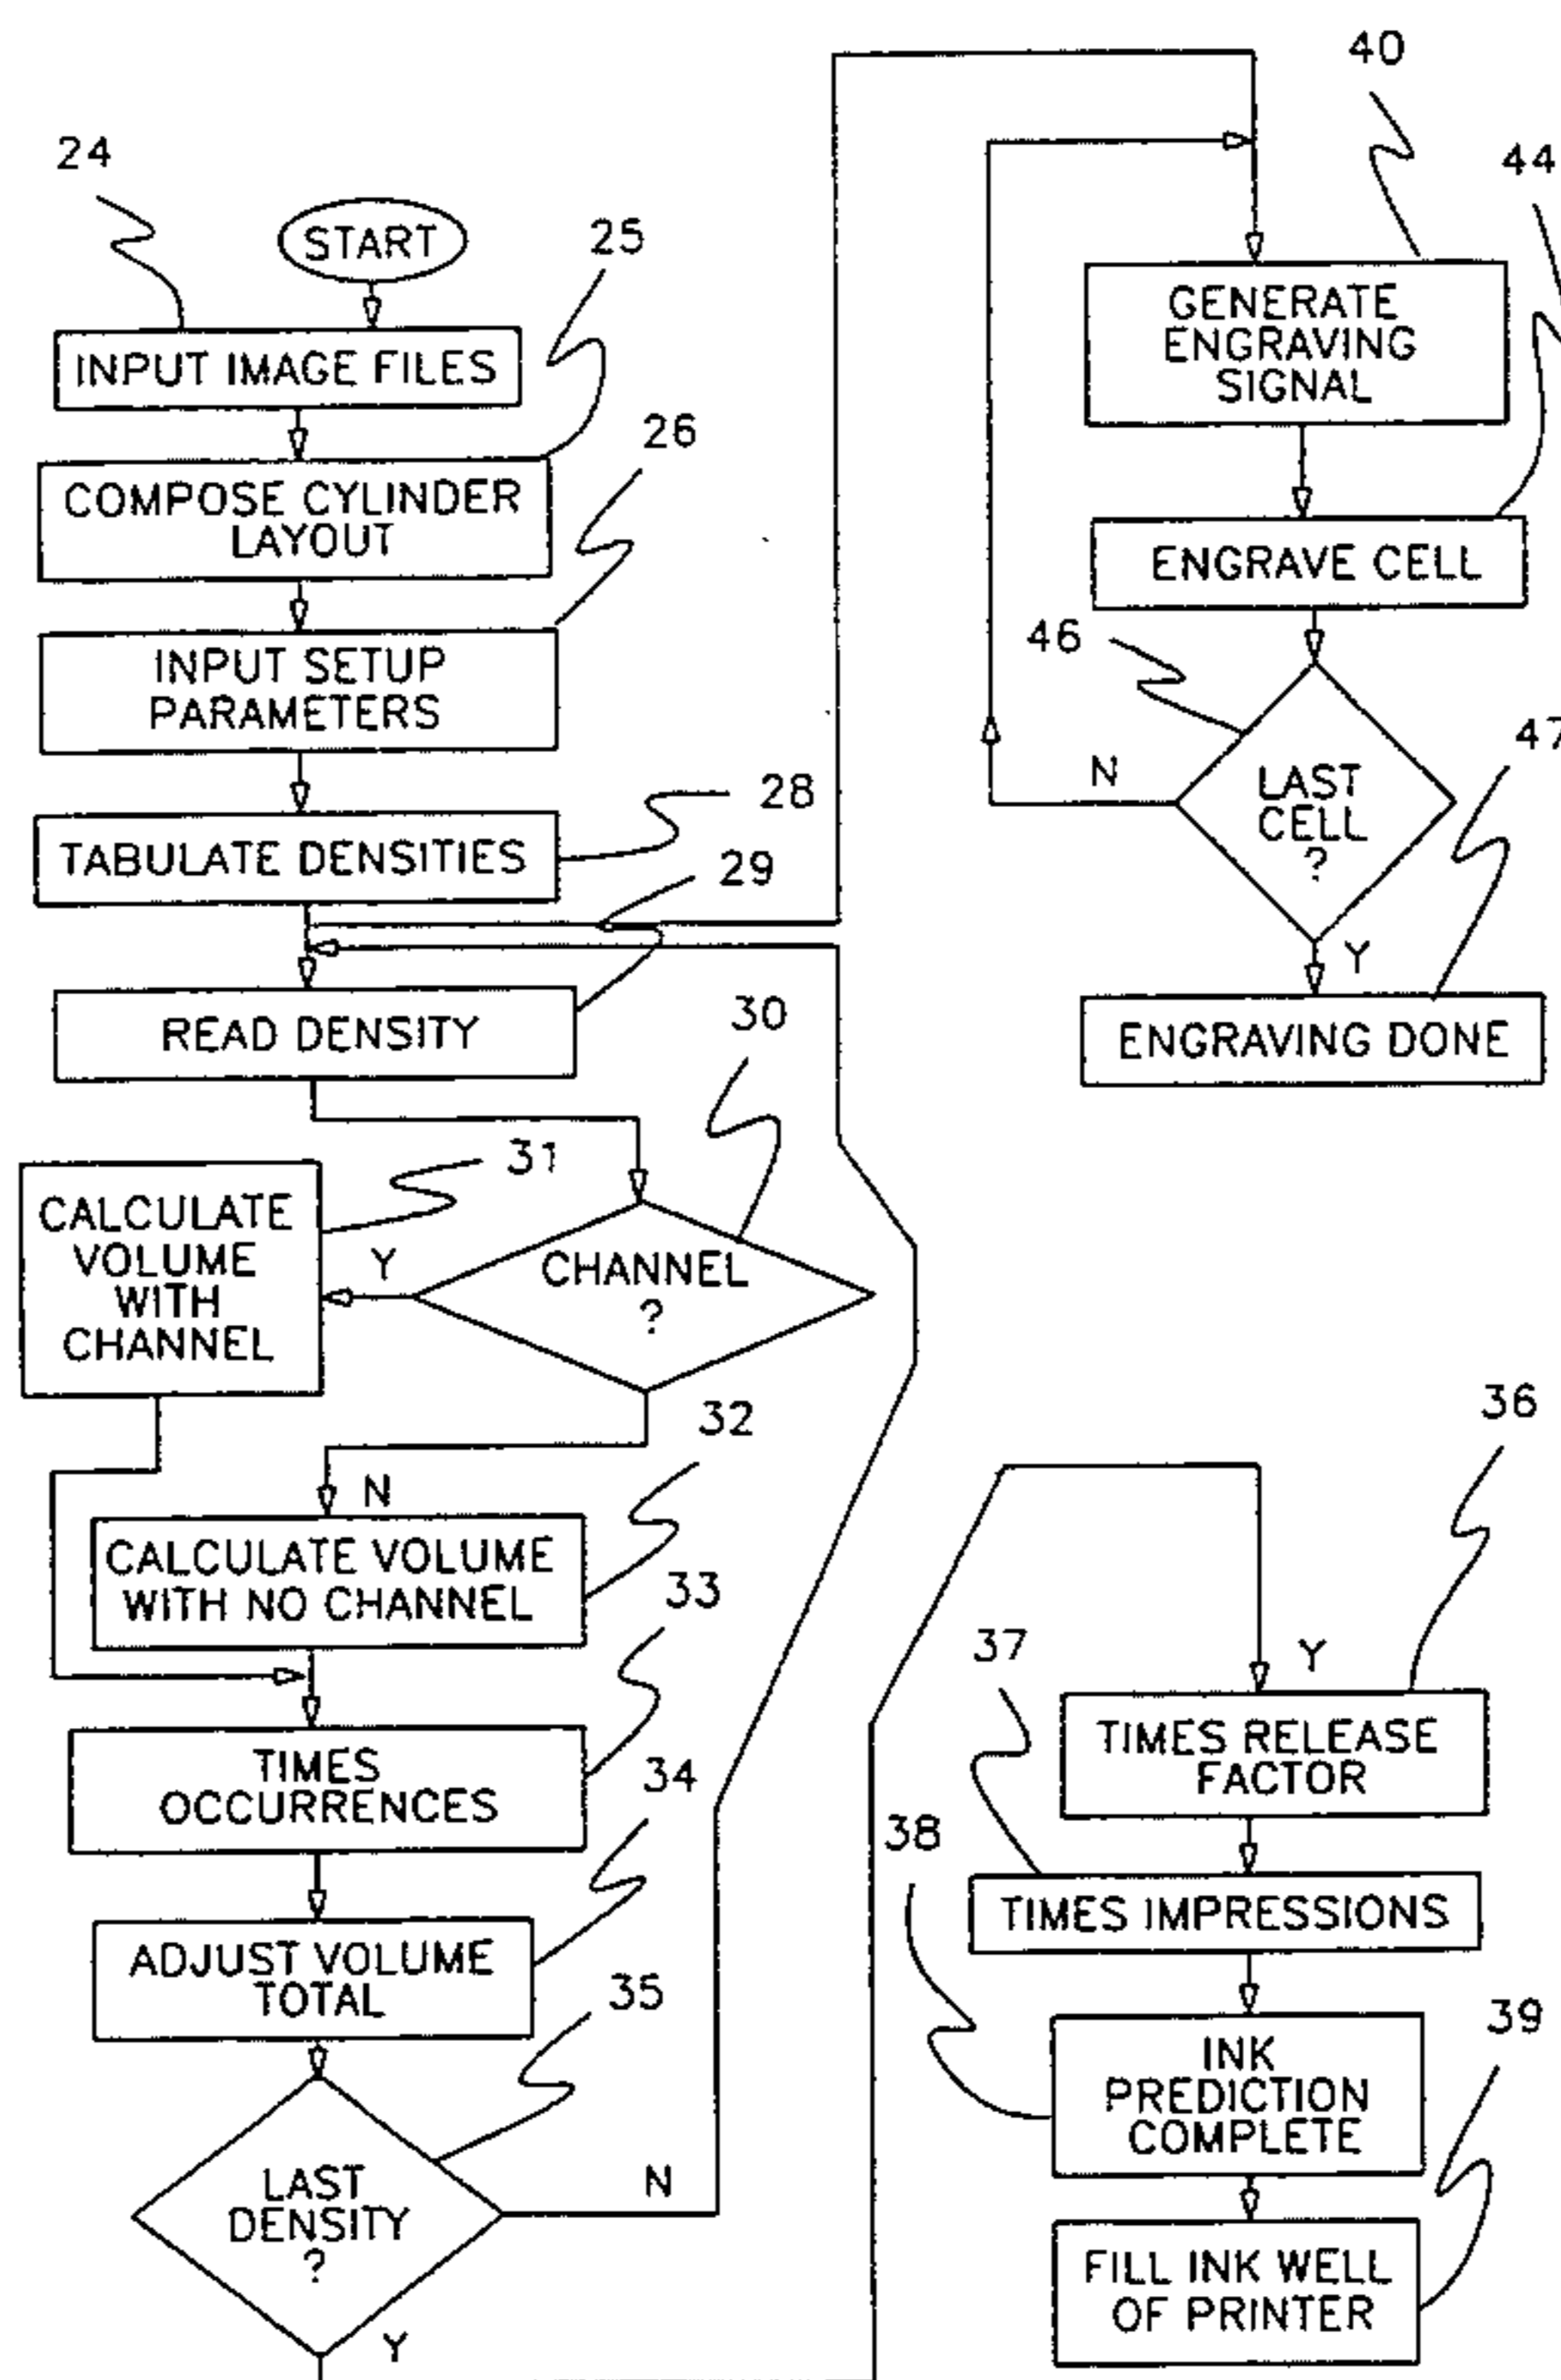 24
START
25
INPUT IMAGE FILES
26
COMPOSE CYLINDER
LAYOUT
INPUT SETUP
PARAMETERS
28
TABULATE DENSITIES
29
READ DENSITY
30
31
CALCULATE
VOLUME
WITH
CHANNEL
Y
CHANNEL
?
32
N
CALCULATE VOLUME
WITH NO CHANNEL
33
TIMES
OCCURRENCES
34
ADJUST VOLUME
TOTAL
35
LAST
DENSITY
?
N
Y
40
44
GENERATE
ENGRAVING
SIGNAL
ENGRAVE CELL
46
47
N
LAST
CELL
?
Y
ENGRAVING DONE
36
37
Y
TIMES RELEASE
FACTOR
38
TIMES IMPRESSIONS
39
INK
PREDICTION
COMPLETE
FILL INK WELL
OF PRINTER